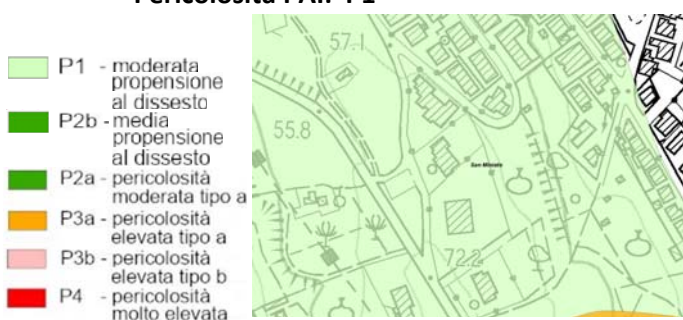 Pericolosità PAI: P1
P1 - moderata
propensione
al dissesto
P2b - media
propensione
al dissesto
P2a - pericolosità
moderata tipo a
P3a - pericolosità
elevata tipo a
P3b - pericolosità
elevata tipo b
P4 - pericolosità
molto elevata
57.1
55.8
San Miniato
72.2